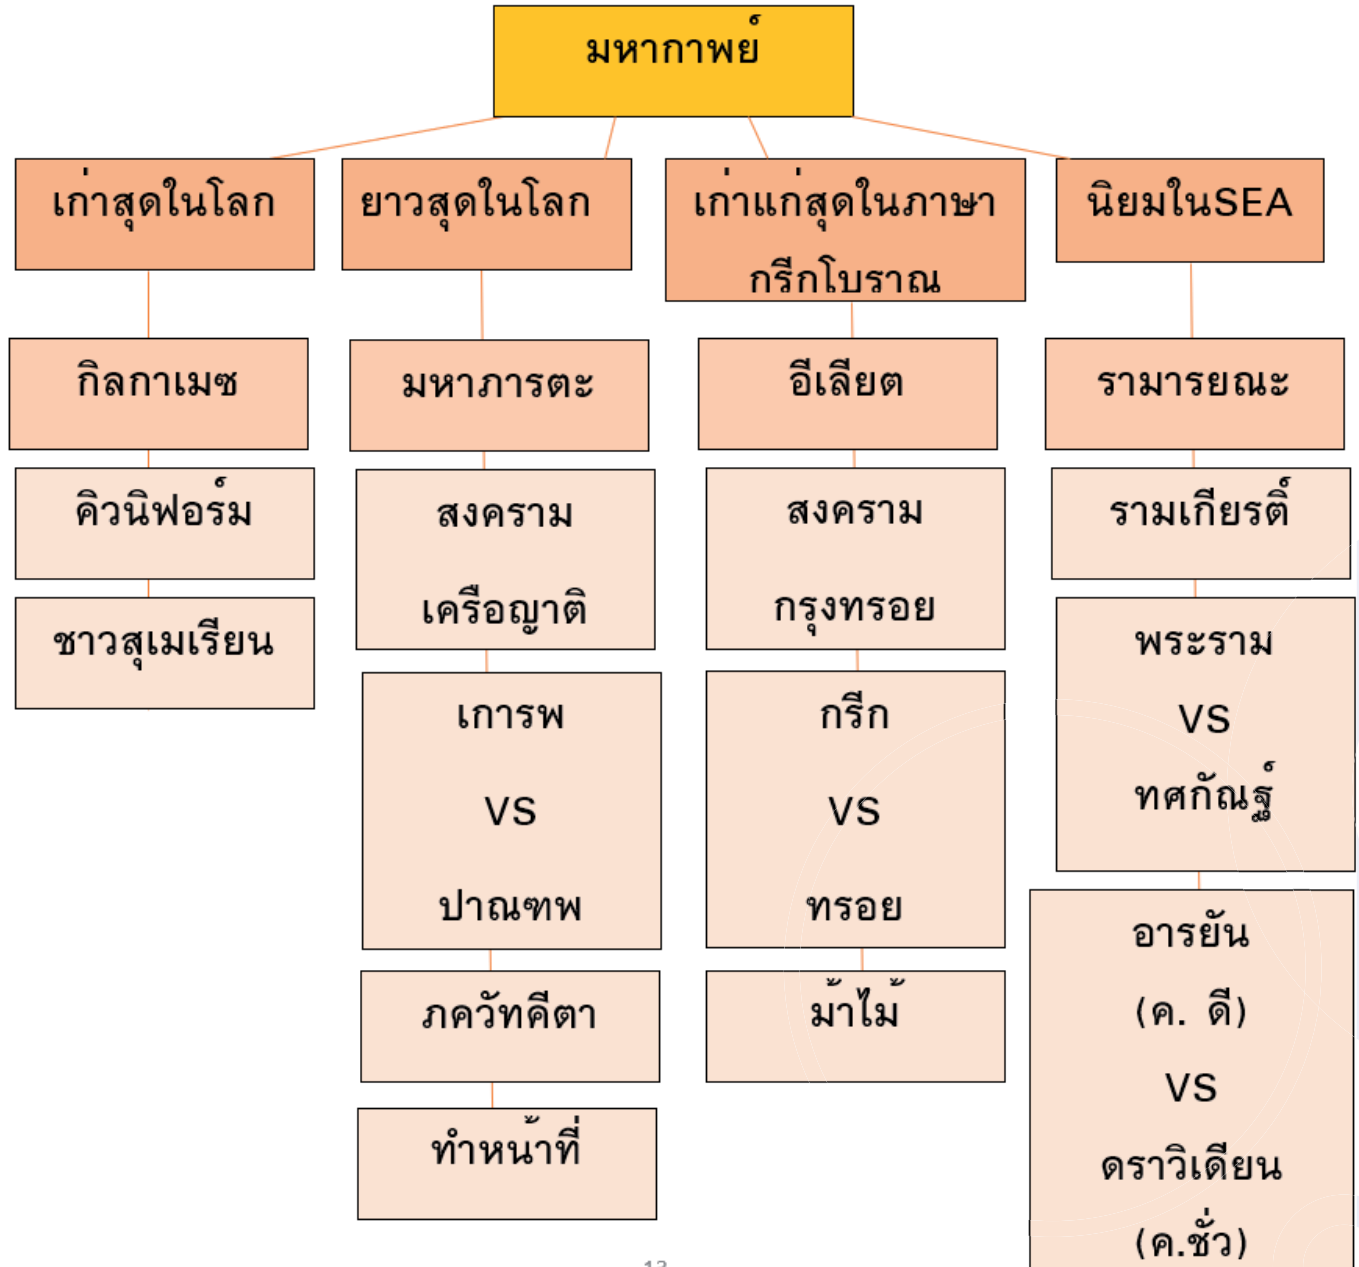 มหากาพย์
เก่าสุดในโลก
ยาวสุดในโลก
เก่าแก่สุดในภาษา
กรีกโบราณ
นิยมในSEA
กิลกาเมซ
มหาภารตะ
อีเลียต
รามารยณะ
คิวนิฟอร์ม
สงคราม
เครือญาติ
สงคราม
กรุงทรอย
รามเกียรติ์
ชาวสุเมเรียน
เการพ
VS
ปาณฑพ
กรีก
VS
ทรอย
พระราม
VS
ทศกัณฐ์
ภควัทคีตา
ม้าไม้
อารยัน
(ค. ดี)
VS
ดราวิเดียน
(ค.ชั่ว)
ทำหน้าที่